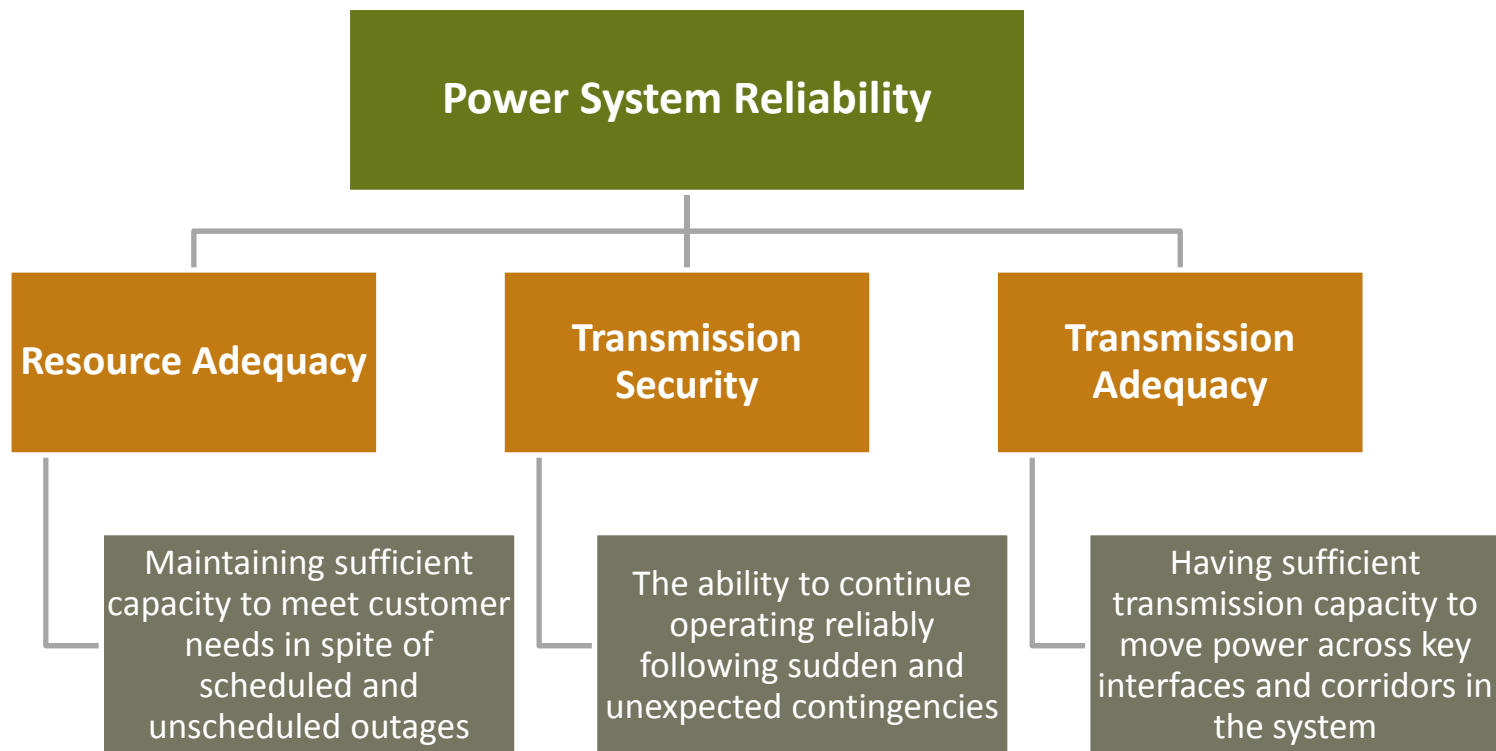 Power System Reliability
Resource Adequacy
Transmission
Security
Transmission
Adequacy
Maintaining sufficient
capacity to meet customer
needs in spite of
scheduled and
unscheduled outages
The ability to continue
operating reliably
following sudden and
unexpected contingencies
Having sufficient
transmission capacity to
move power across key
interfaces and corridors in
the system